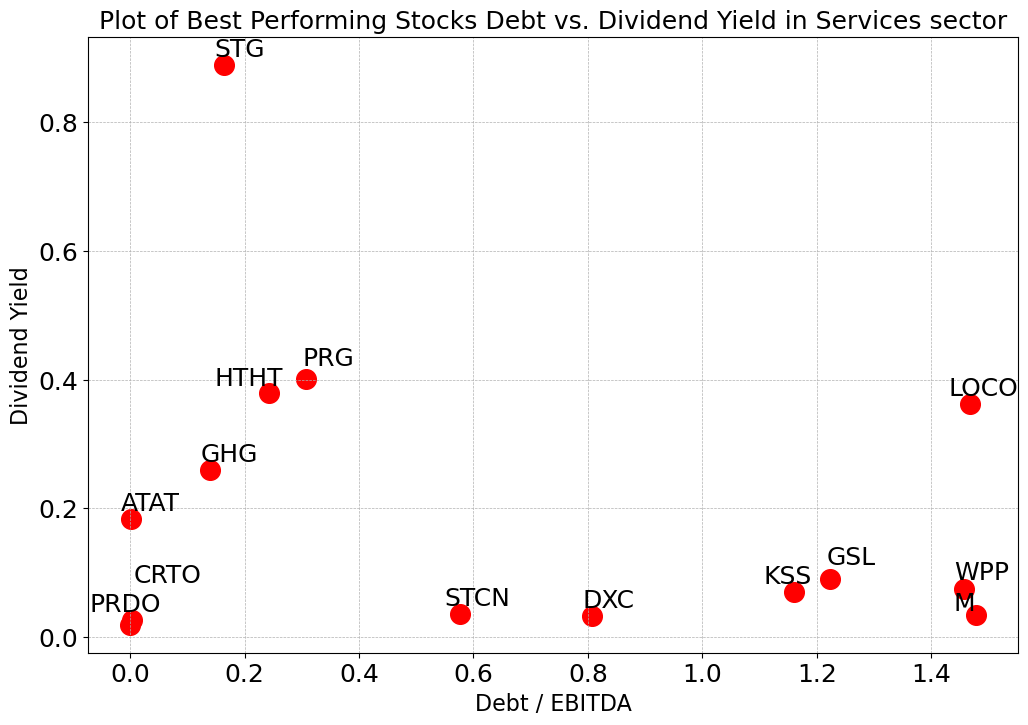 Plot of Best Performing Stocks Debt vs. Dividend Yield in Services sector
STG
0.8
0.6
Dividend Yield
PRG
HTHT
LOCO
0.4
GHG
ATAT
0.2
GSL
CRTO
KSS
WPP
PRDO
STCN
DXC
M
0.0
0.0 0.2 0.4 0.6 0.8 1.0 1.2 1.4
Debt / EBITDA